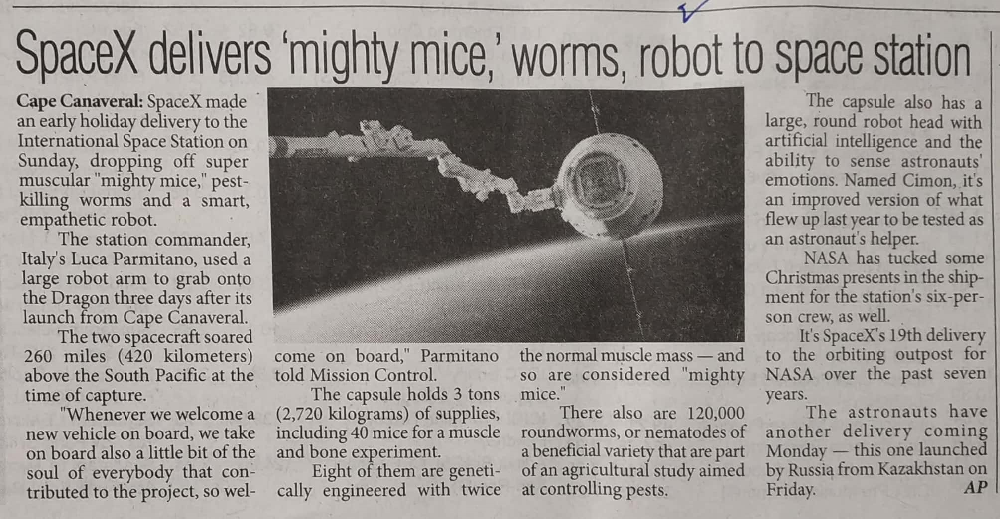 SpaceX delivers ‘mighty mice,’ worms, robot to space station
Cape Canaveral: SpaceX made
an early holiday delivery to the
International Space Station on
Sunday, dropping off super
muscular "mighty mice," pest-
killing worms and a smart,
empathetic robot.
The station commander,
Italy's Luca Parmitano, used a
large robot arm to grab onto
the Dragon three days after its
launch from Cape Canaveral.
The two spacecraft soared
260 miles (420 kilometers)
above the South Pacific at the
time of capture.
"Whenever we welcome a
new vehicle on board, we take
on board also a little bit of the
soul of everybody that con-
tributed to the project, so wel-
come on board," Parmitano
told Mission Control.
The capsule holds 3 tons
(2,720 kilograms) of supplies,
including 40 mice for a muscle
and bone experiment.
Eight of them are geneti-
cally engineered with twice
the normal muscle mass — and
so are considered "mighty
mice."
There also are 120,000
roundworms, or nematodes of
a beneficial variety that are part
of an agricultural study aimed
at controlling pests.
The capsule also has a
large, round robot head with
artificial intelligence and the
ability to sense astronauts'
emotions. Named Cimon, it's
an improved version of what
flew up last year to be tested as
an astronaut's helper.
NASA has tucked some
Christmas presents in the ship-
ment for the station's six-per-
son crew, as well.
It's SpaceX's 19th delivery
to the orbiting outpost for
NASA over the past seven
years.
The astronauts have
another delivery coming
Monday — this one launched
by Russia from Kazakhstan on
Friday. AP